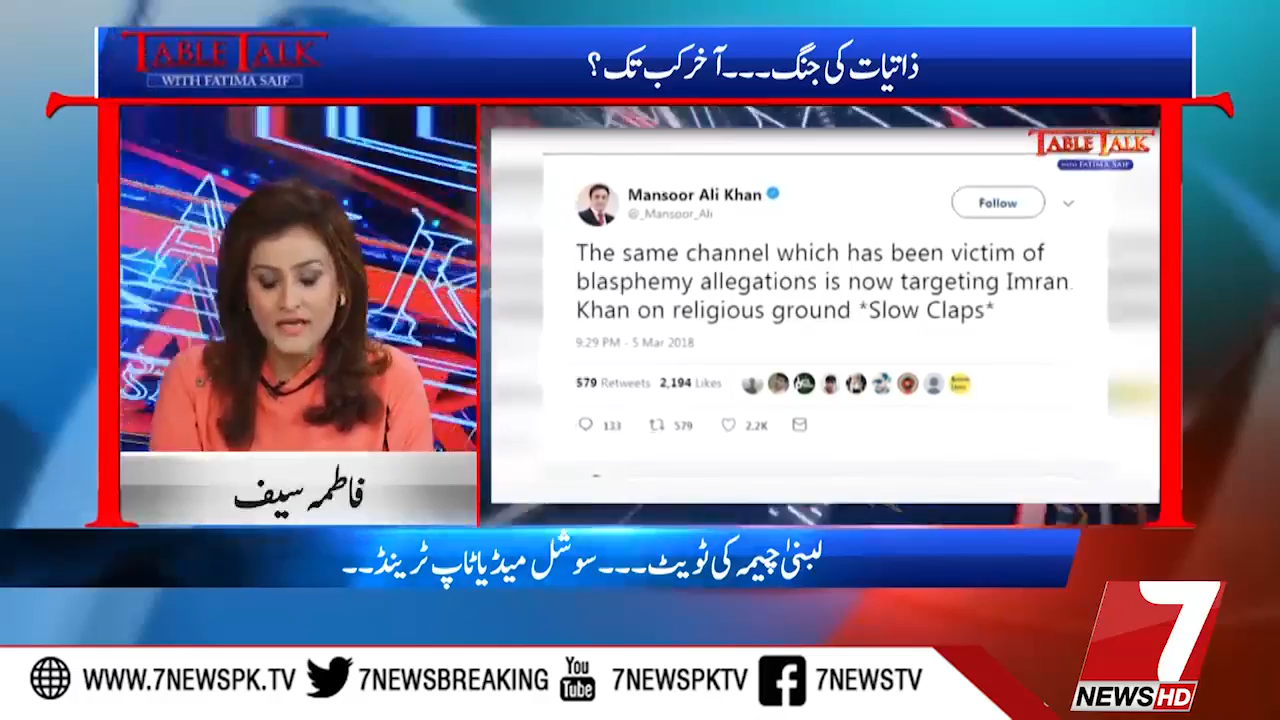 TABLE TALK
WITH FATIMA SAIF
ذاتیات کی جنگ۔۔۔آخر کب تک؟
TABLE TALK
WITH FATIMA SAIF
Mansoor Ali Khan
@_Mansoor_Ali
Follow
The same channel which has been victim of
blasphemy allegations is now targeting Imran
Khan on religious ground *Slow Claps*
9:29 PM - 5 Mar 2018
579 Retweets 2,194 Likes
133 579 2.2K
فاطمہ سیف
لبنیٰ چیمہ کی ٹویٹ۔۔۔سوشل میڈیا ٹاپ ٹرینڈ۔۔
7
NEWS HD
WWW.7NEWSPK.TV 7NEWSBREAKING You Tube 7NEWSPKTV f 7NEWSTV